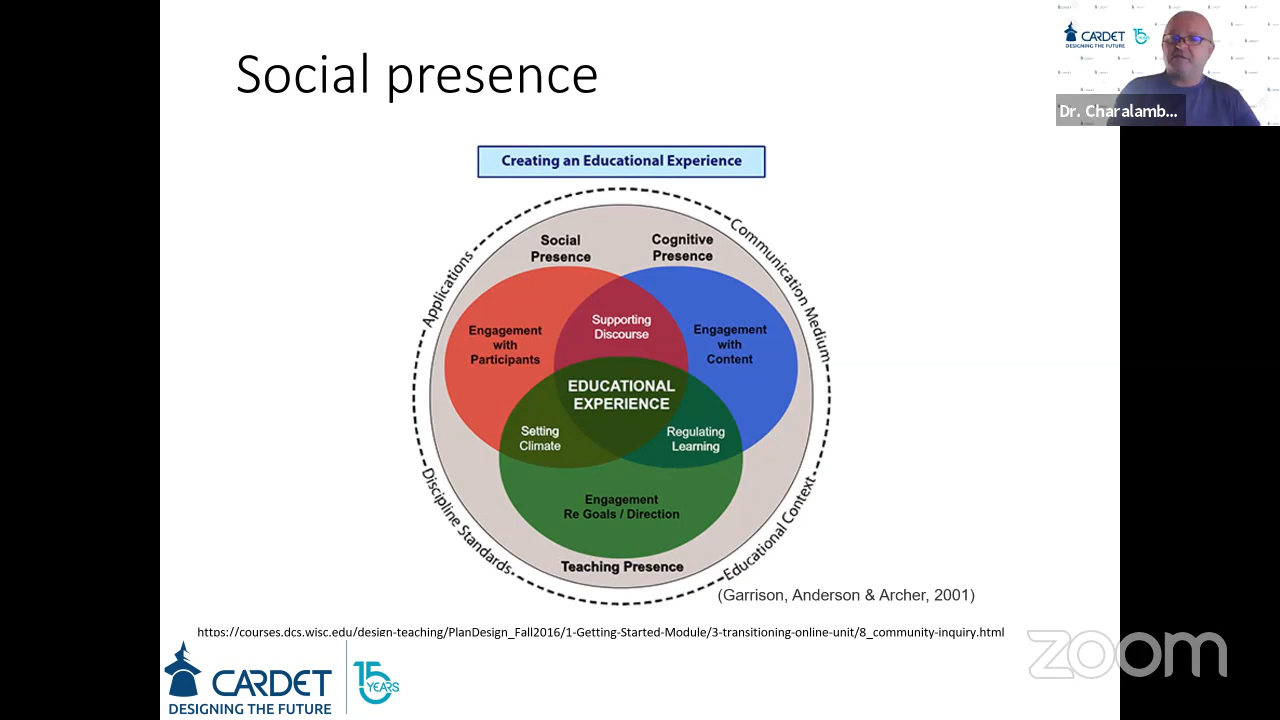 Social presence
CARDET
DESIGNING THE FUTURE
15
YEARS
Dr. Charalamb...
Creating an Educational Experience
Applications
Communication Medium
Discipline Standards
Educational Context
Social
Presence
Cognitive
Presence
Engagement
with
Participants
Supporting
Discourse
Engagement
with
Content
EDUCATIONAL
EXPERIENCE
Setting
Climate
Regulating
Learning
Engagement
Re Goals / Direction
Teaching Presence
(Garrison, Anderson & Archer, 2001)
https://courses.dcs.wisc.edu/design-teaching/PlanDesign_Fall2016/1-Getting-Started-Module/3-transitioning-online-unit/8_community-inquiry.html
CARDET
DESIGNING THE FUTURE
15
YEARS
zoom